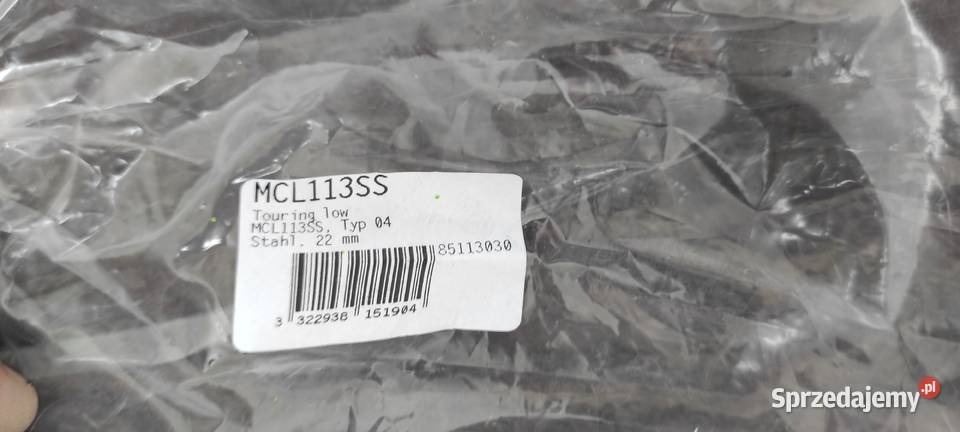 MCL113SS
Touring low
MCL113SS, Typ 04
Stahl. 22 mm
85113030
3 322938 151904
Sprzedajemy.pl